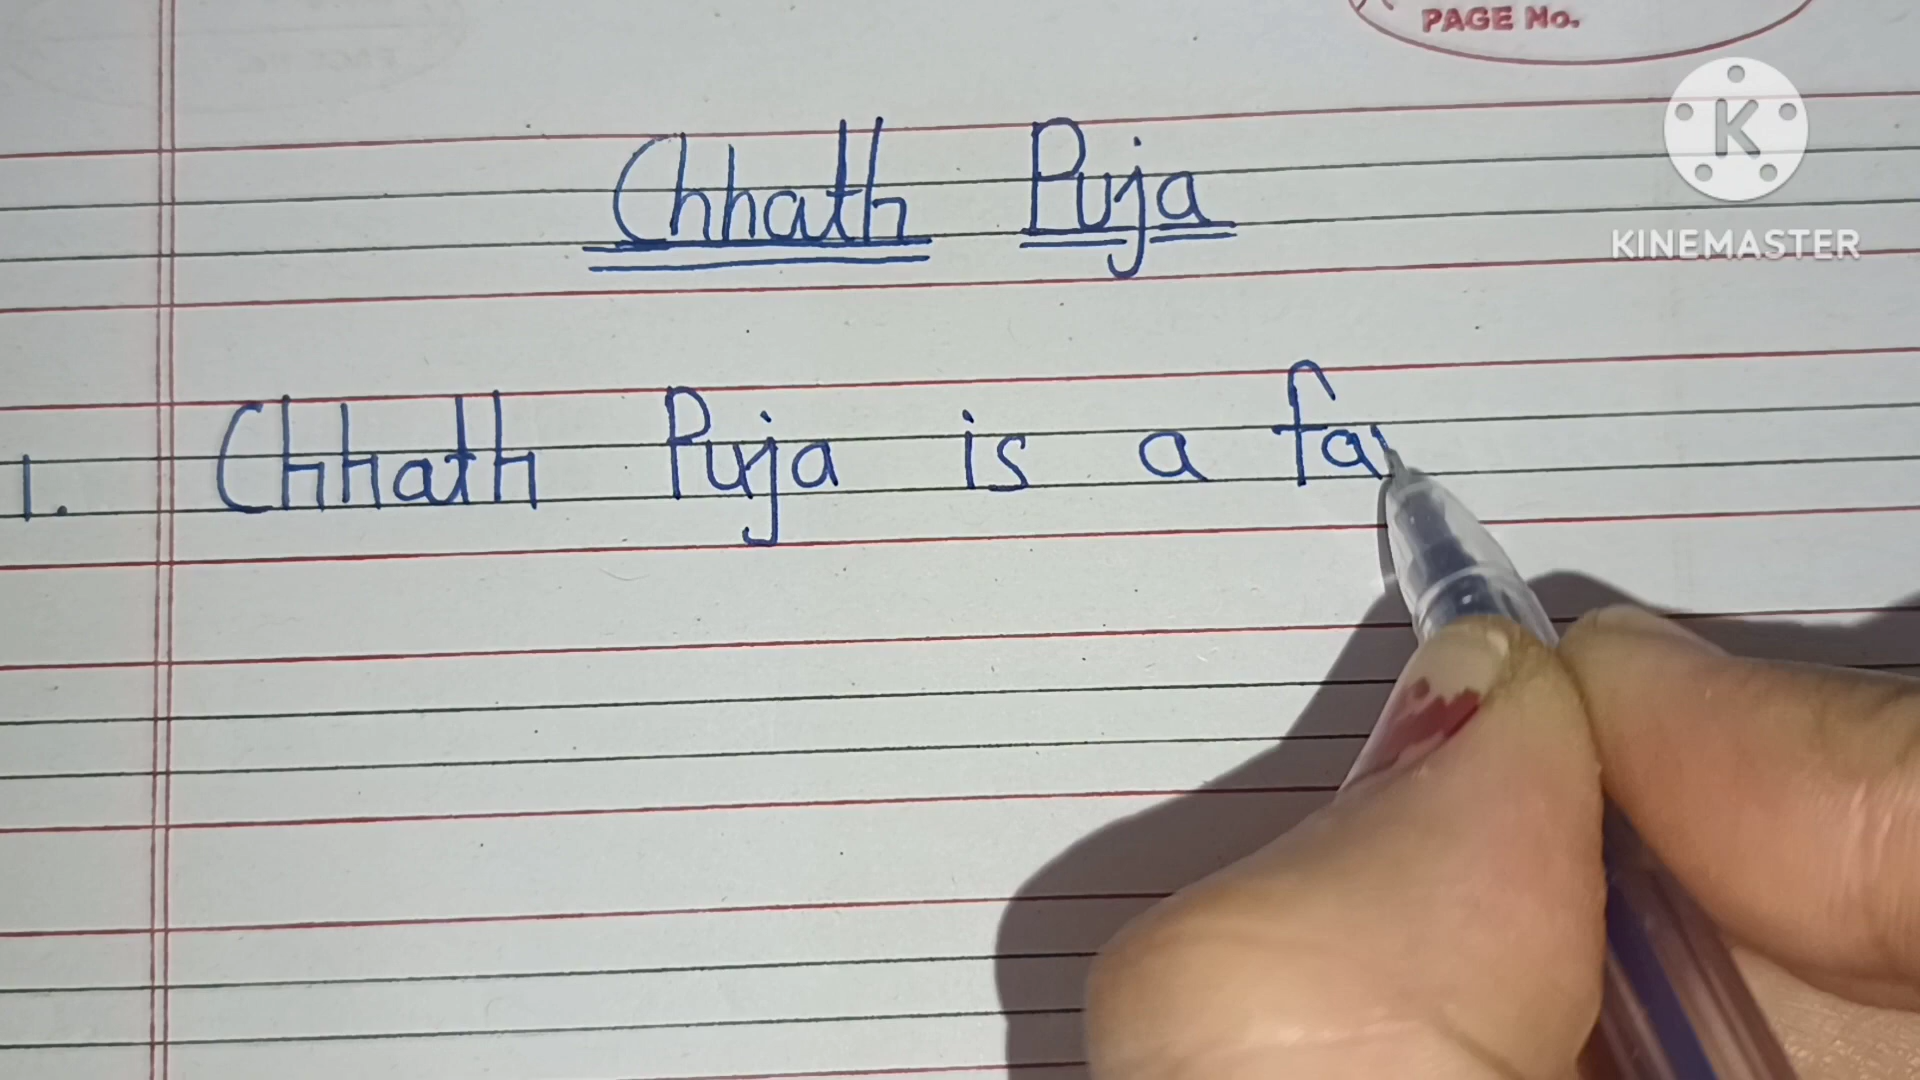 PAGE No.
K
KINEMASTER
Chhath Puja
1. Chhath Puja is a fa